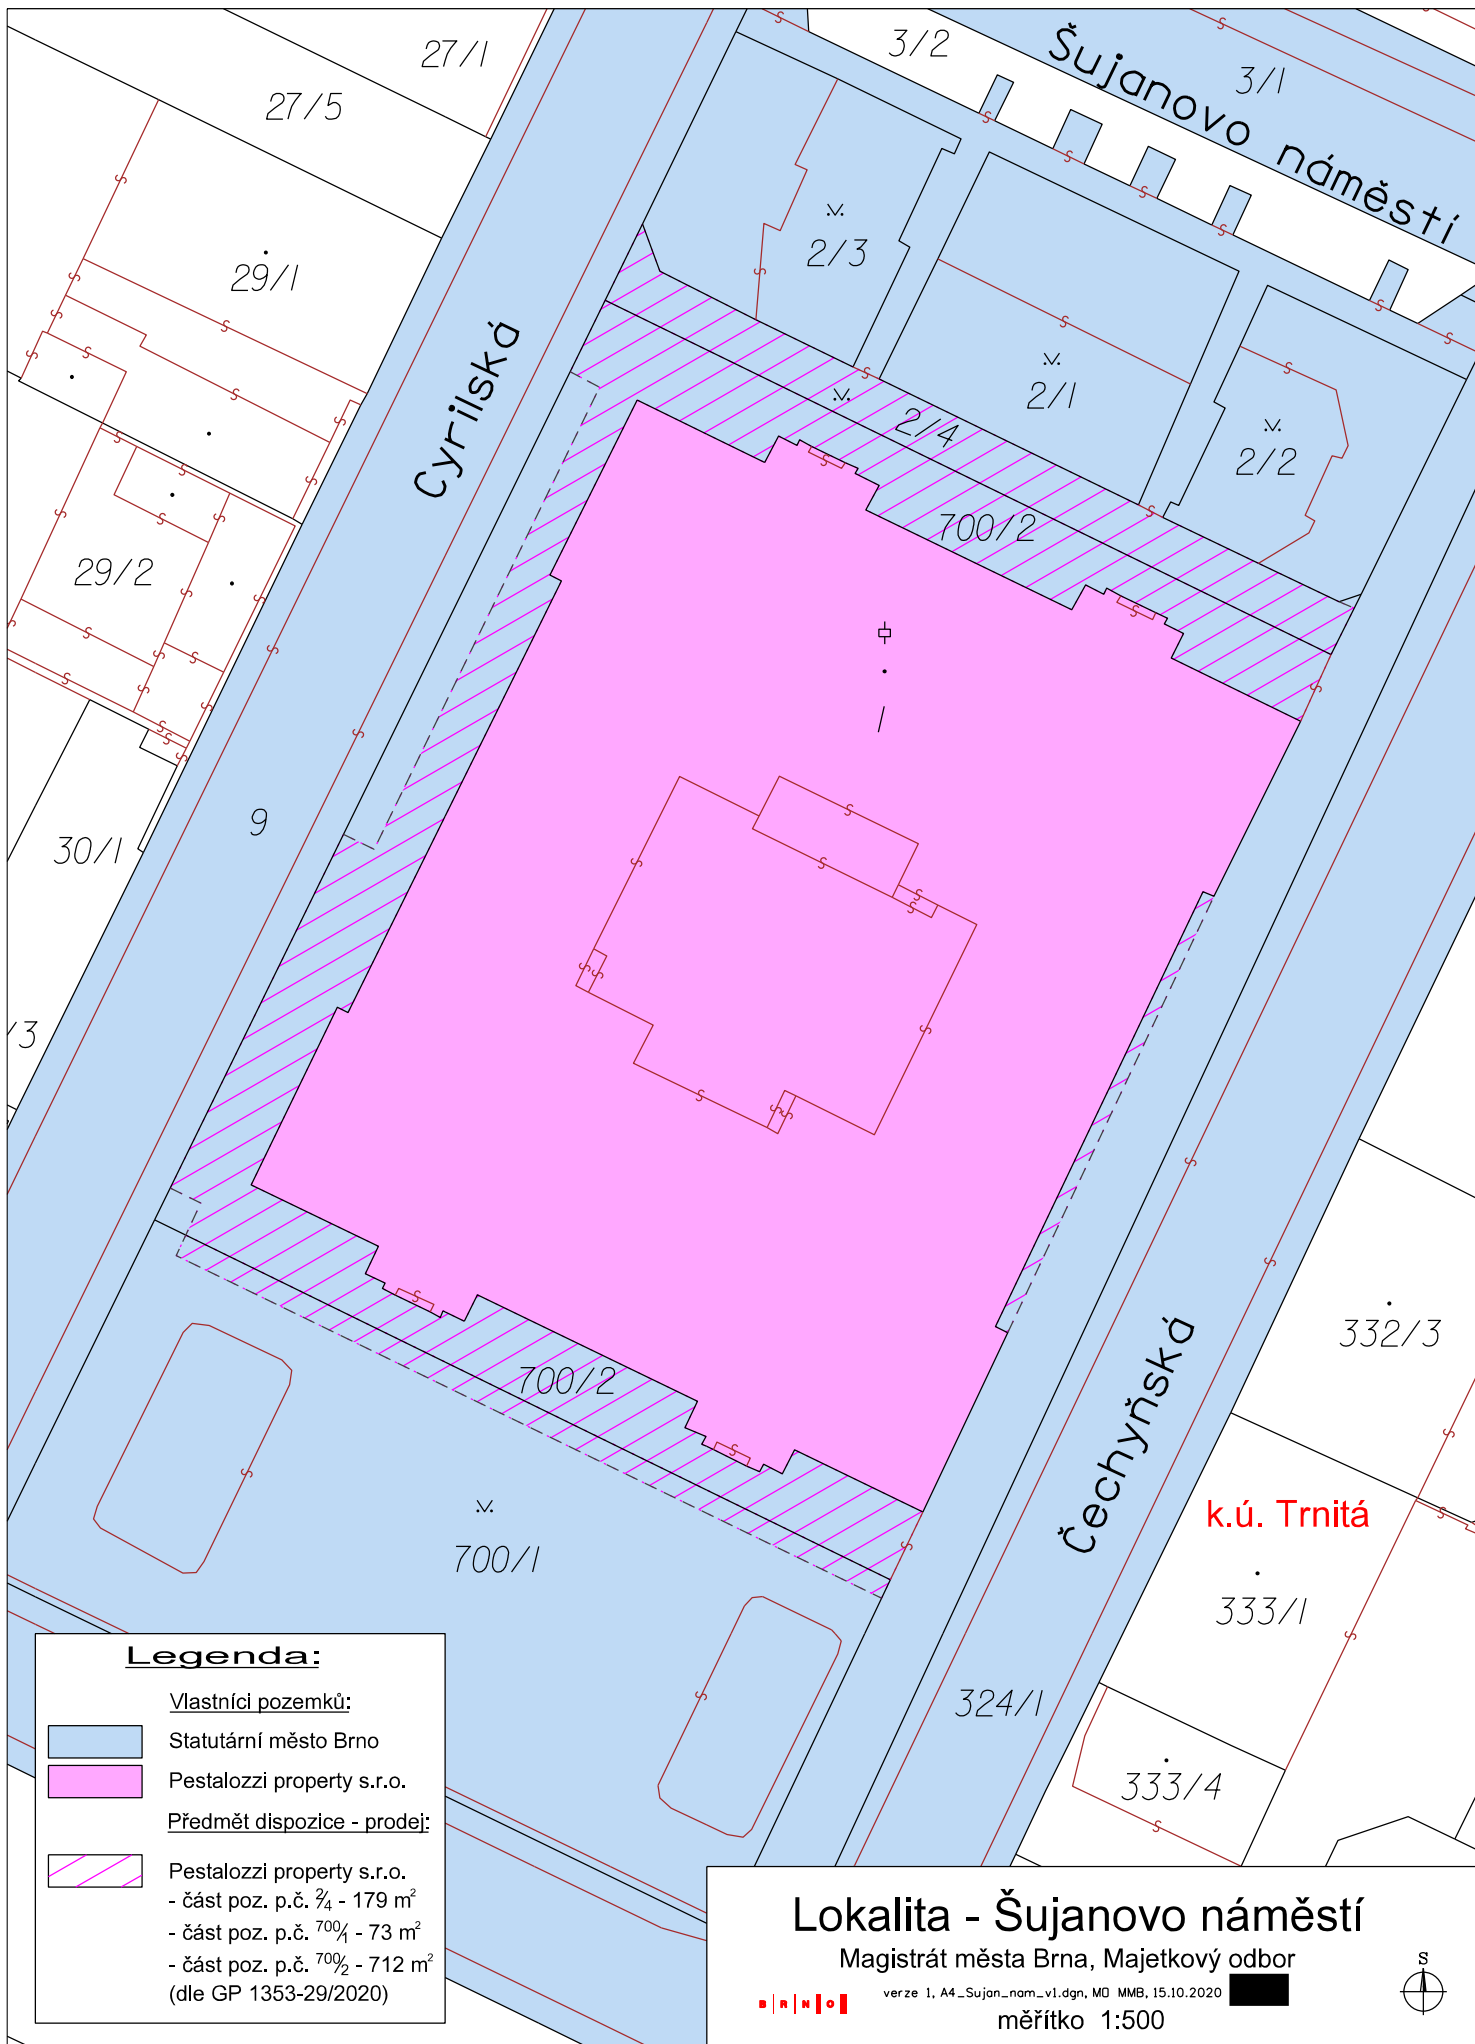 27/1
3/2
Šujanovo náměstí
3/1
27/5
2/3
29/1
Cyrilská
2/1
2/4
2/2
700/2
29/2
1
9
30/1
/3
332/3
700/2
Čechyňská
k.ú. Trnitá
700/1
333/1
324/1
333/4
Legenda:
Vlastníci pozemků:
Statutární město Brno
Pestalozzi property s.r.o.
Předmět dispozice - prodej:
Pestalozzi property s.r.o.
- část poz. p.č. 2/4 - 179 m²
- část poz. p.č. 700/1 - 73 m²
- část poz. p.č. 700/2 - 712 m²
(dle GP 1353-29/2020)
Lokalita - Šujanovo náměstí
Magistrát města Brna, Majetkový odbor
B R N O
verze 1, A4_Sujan_nam_v1.dgn, MO MMB, 15.10.2020
měřítko 1:500
S